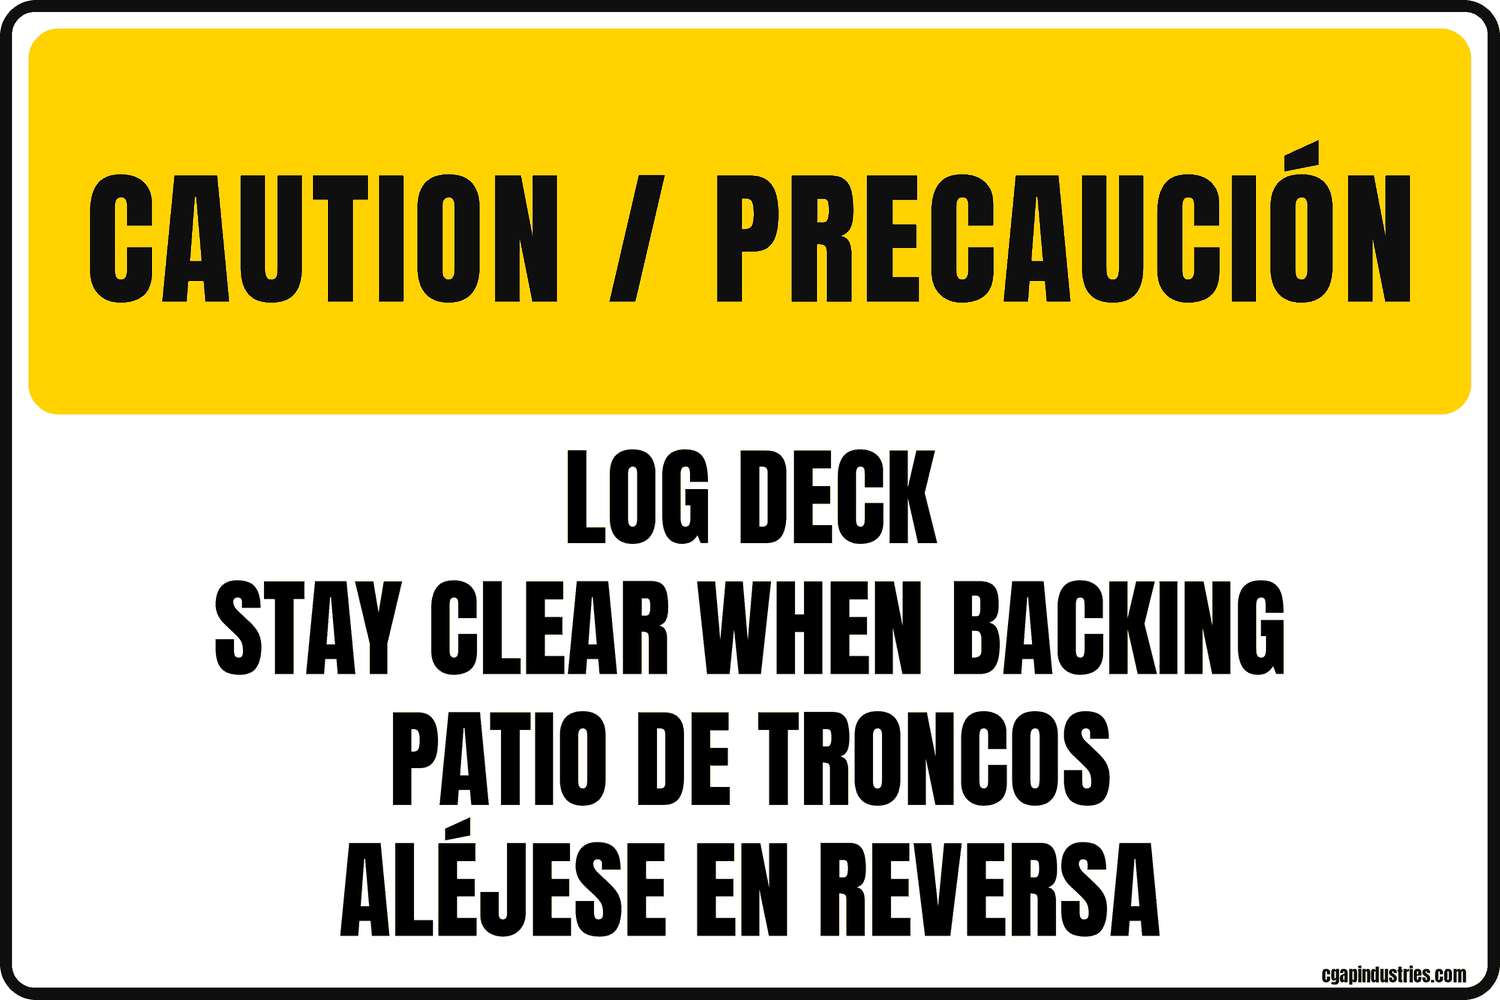 CAUTION / PRECAUCIÓN
LOG DECK
STAY CLEAR WHEN BACKING
PATIO DE TRONCOS
ALÉJESE EN REVERSA
cgapindustries.com